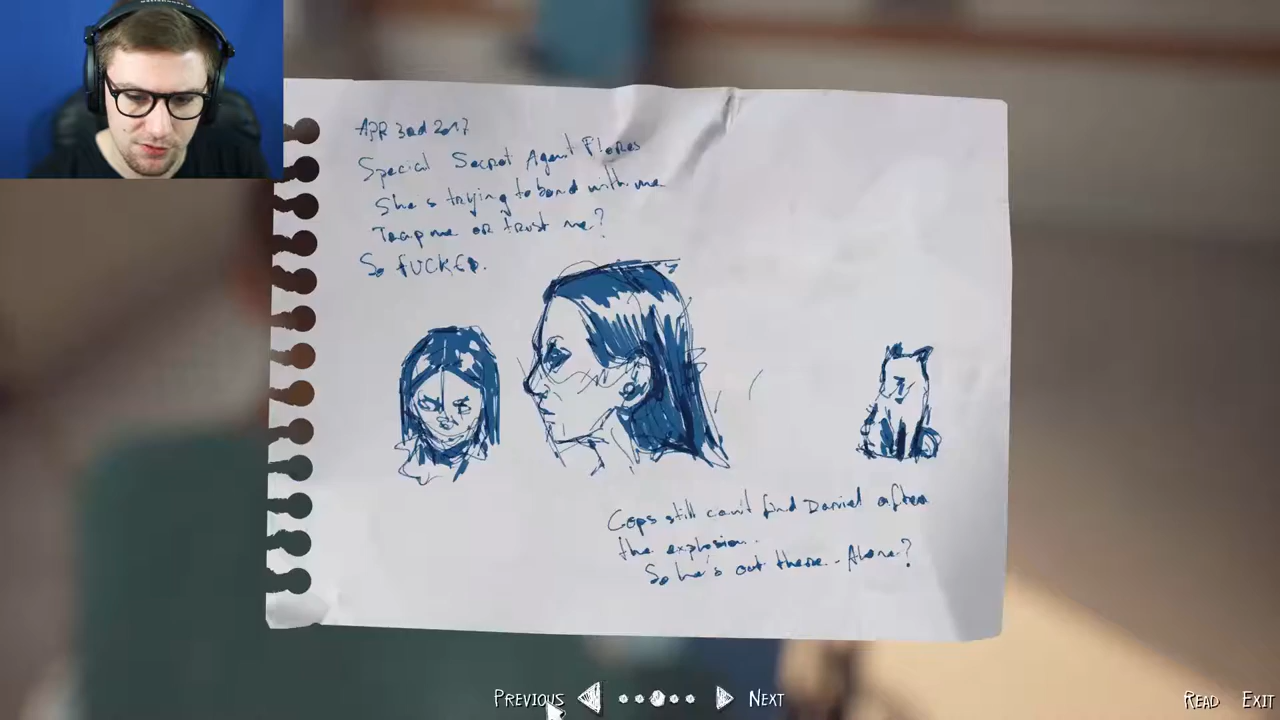 APR 3rd 2017
Special Secret Agent Flores
She's trying to bond with me
Trap me or trust me?
So FUCKED.
Cops still can't find Daniel after
the explosion.
So he's out there. Alone?
PREVIOUS
NEXT
READ
EXIT